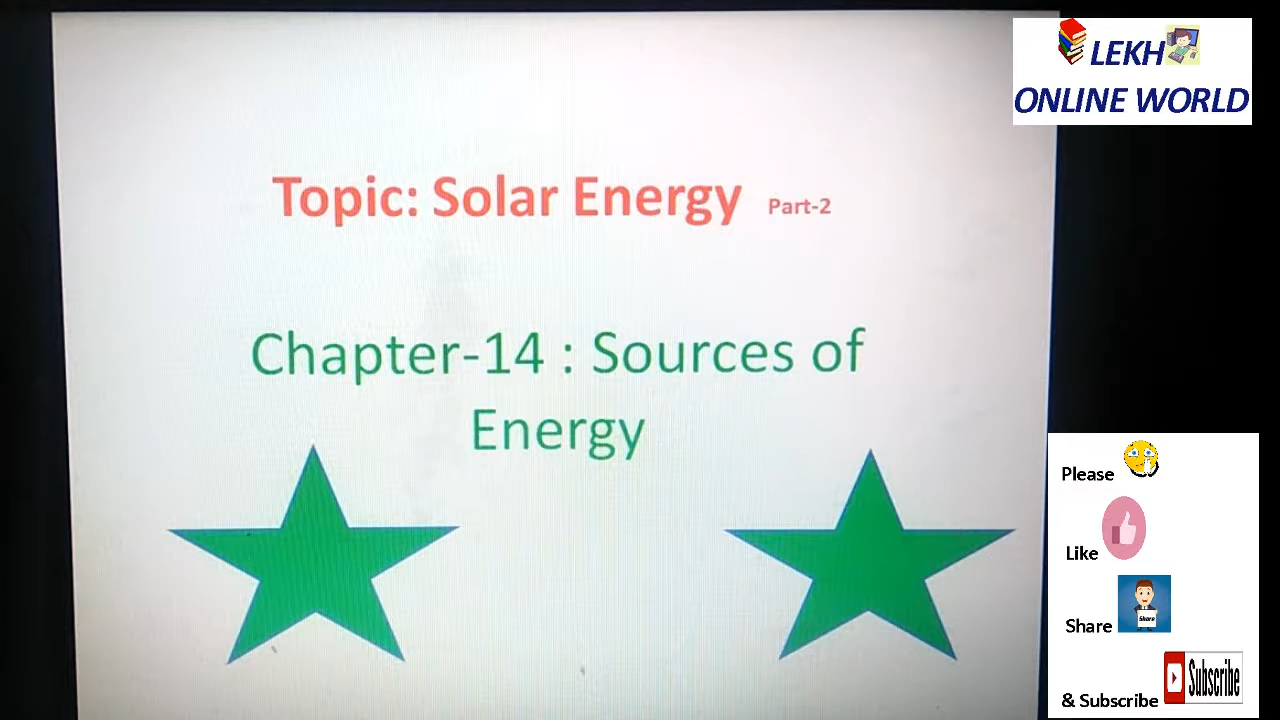 LEKH
ONLINE WORLD
Topic: Solar Energy Part-2
Chapter-14 : Sources of
Energy
Please
Like
Share
Share
& Subscribe
Subscribe